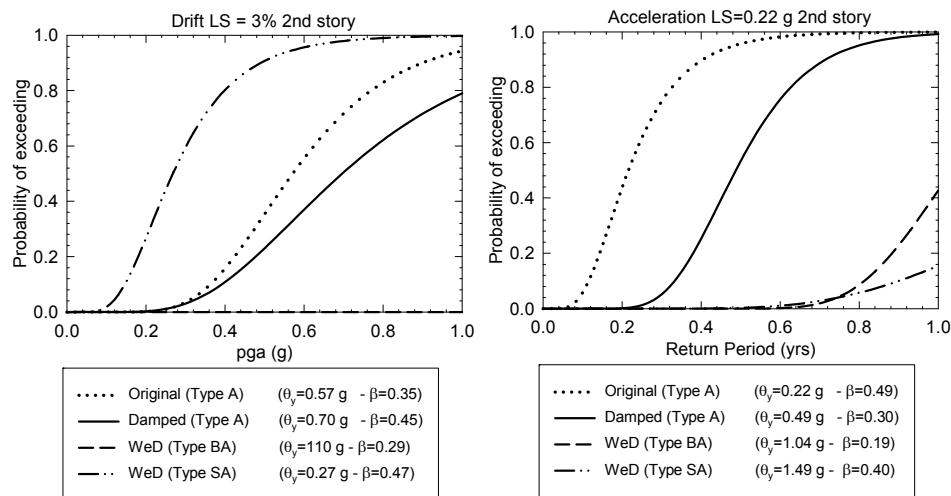 Drift LS = 3% 2nd story
Probability of exceeding
1.0
0.8
0.6
0.4
0.2
0.0
0.0 0.2 0.4 0.6 0.8 1.0
pga (g)
Original (Type A) (θy=0.57 g - β=0.35)
Damped (Type A) (θy=0.70 g - β=0.45)
WeD (Type BA) (θy=110 g - β=0.29)
WeD (Type SA) (θy=0.27 g - β=0.47)
Acceleration LS=0.22 g 2nd story
Probability of exceeding
1.0
0.8
0.6
0.4
0.2
0.0
0.0 0.2 0.4 0.6 0.8 1.0
Return Period (yrs)
Original (Type A) (θy=0.22 g - β=0.49)
Damped (Type A) (θy=0.49 g - β=0.30)
WeD (Type BA) (θy=1.04 g - β=0.19)
WeD (Type SA) (θy=1.49 g - β=0.40)